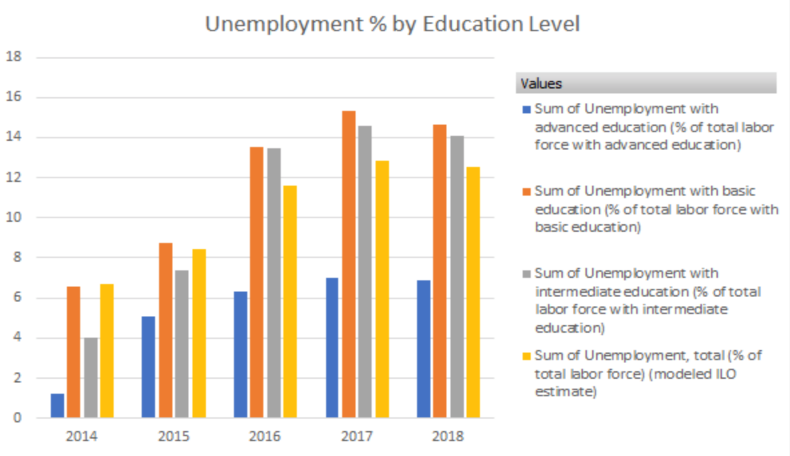 Unemployment % by Education Level
18
16
14
12
10
8
6
4
2
0
2014
2015
2016
2017
2018
Values
Sum of Unemployment with
advanced education (% of total labor
force with advanced education)
Sum of Unemployment with basic
education (% of total labor force with
basic education)
Sum of Unemployment with
intermediate education (% of total
labor force with intermediate
education)
Sum of Unemployment, total (% of
total labor force) (modeled ILO
estimate)